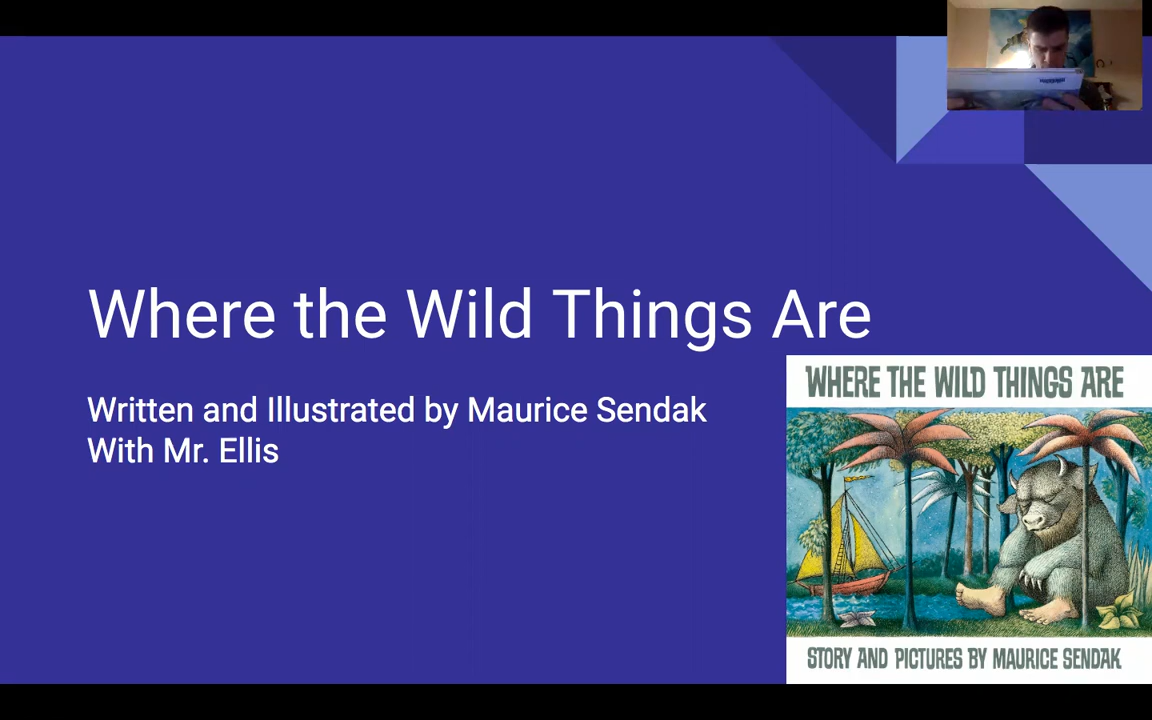 Where the Wild Things Are
Written and Illustrated by Maurice Sendak
With Mr. Ellis
WHERE THE WILD THINGS ARE
STORY AND PICTURES BY MAURICE SENDAK